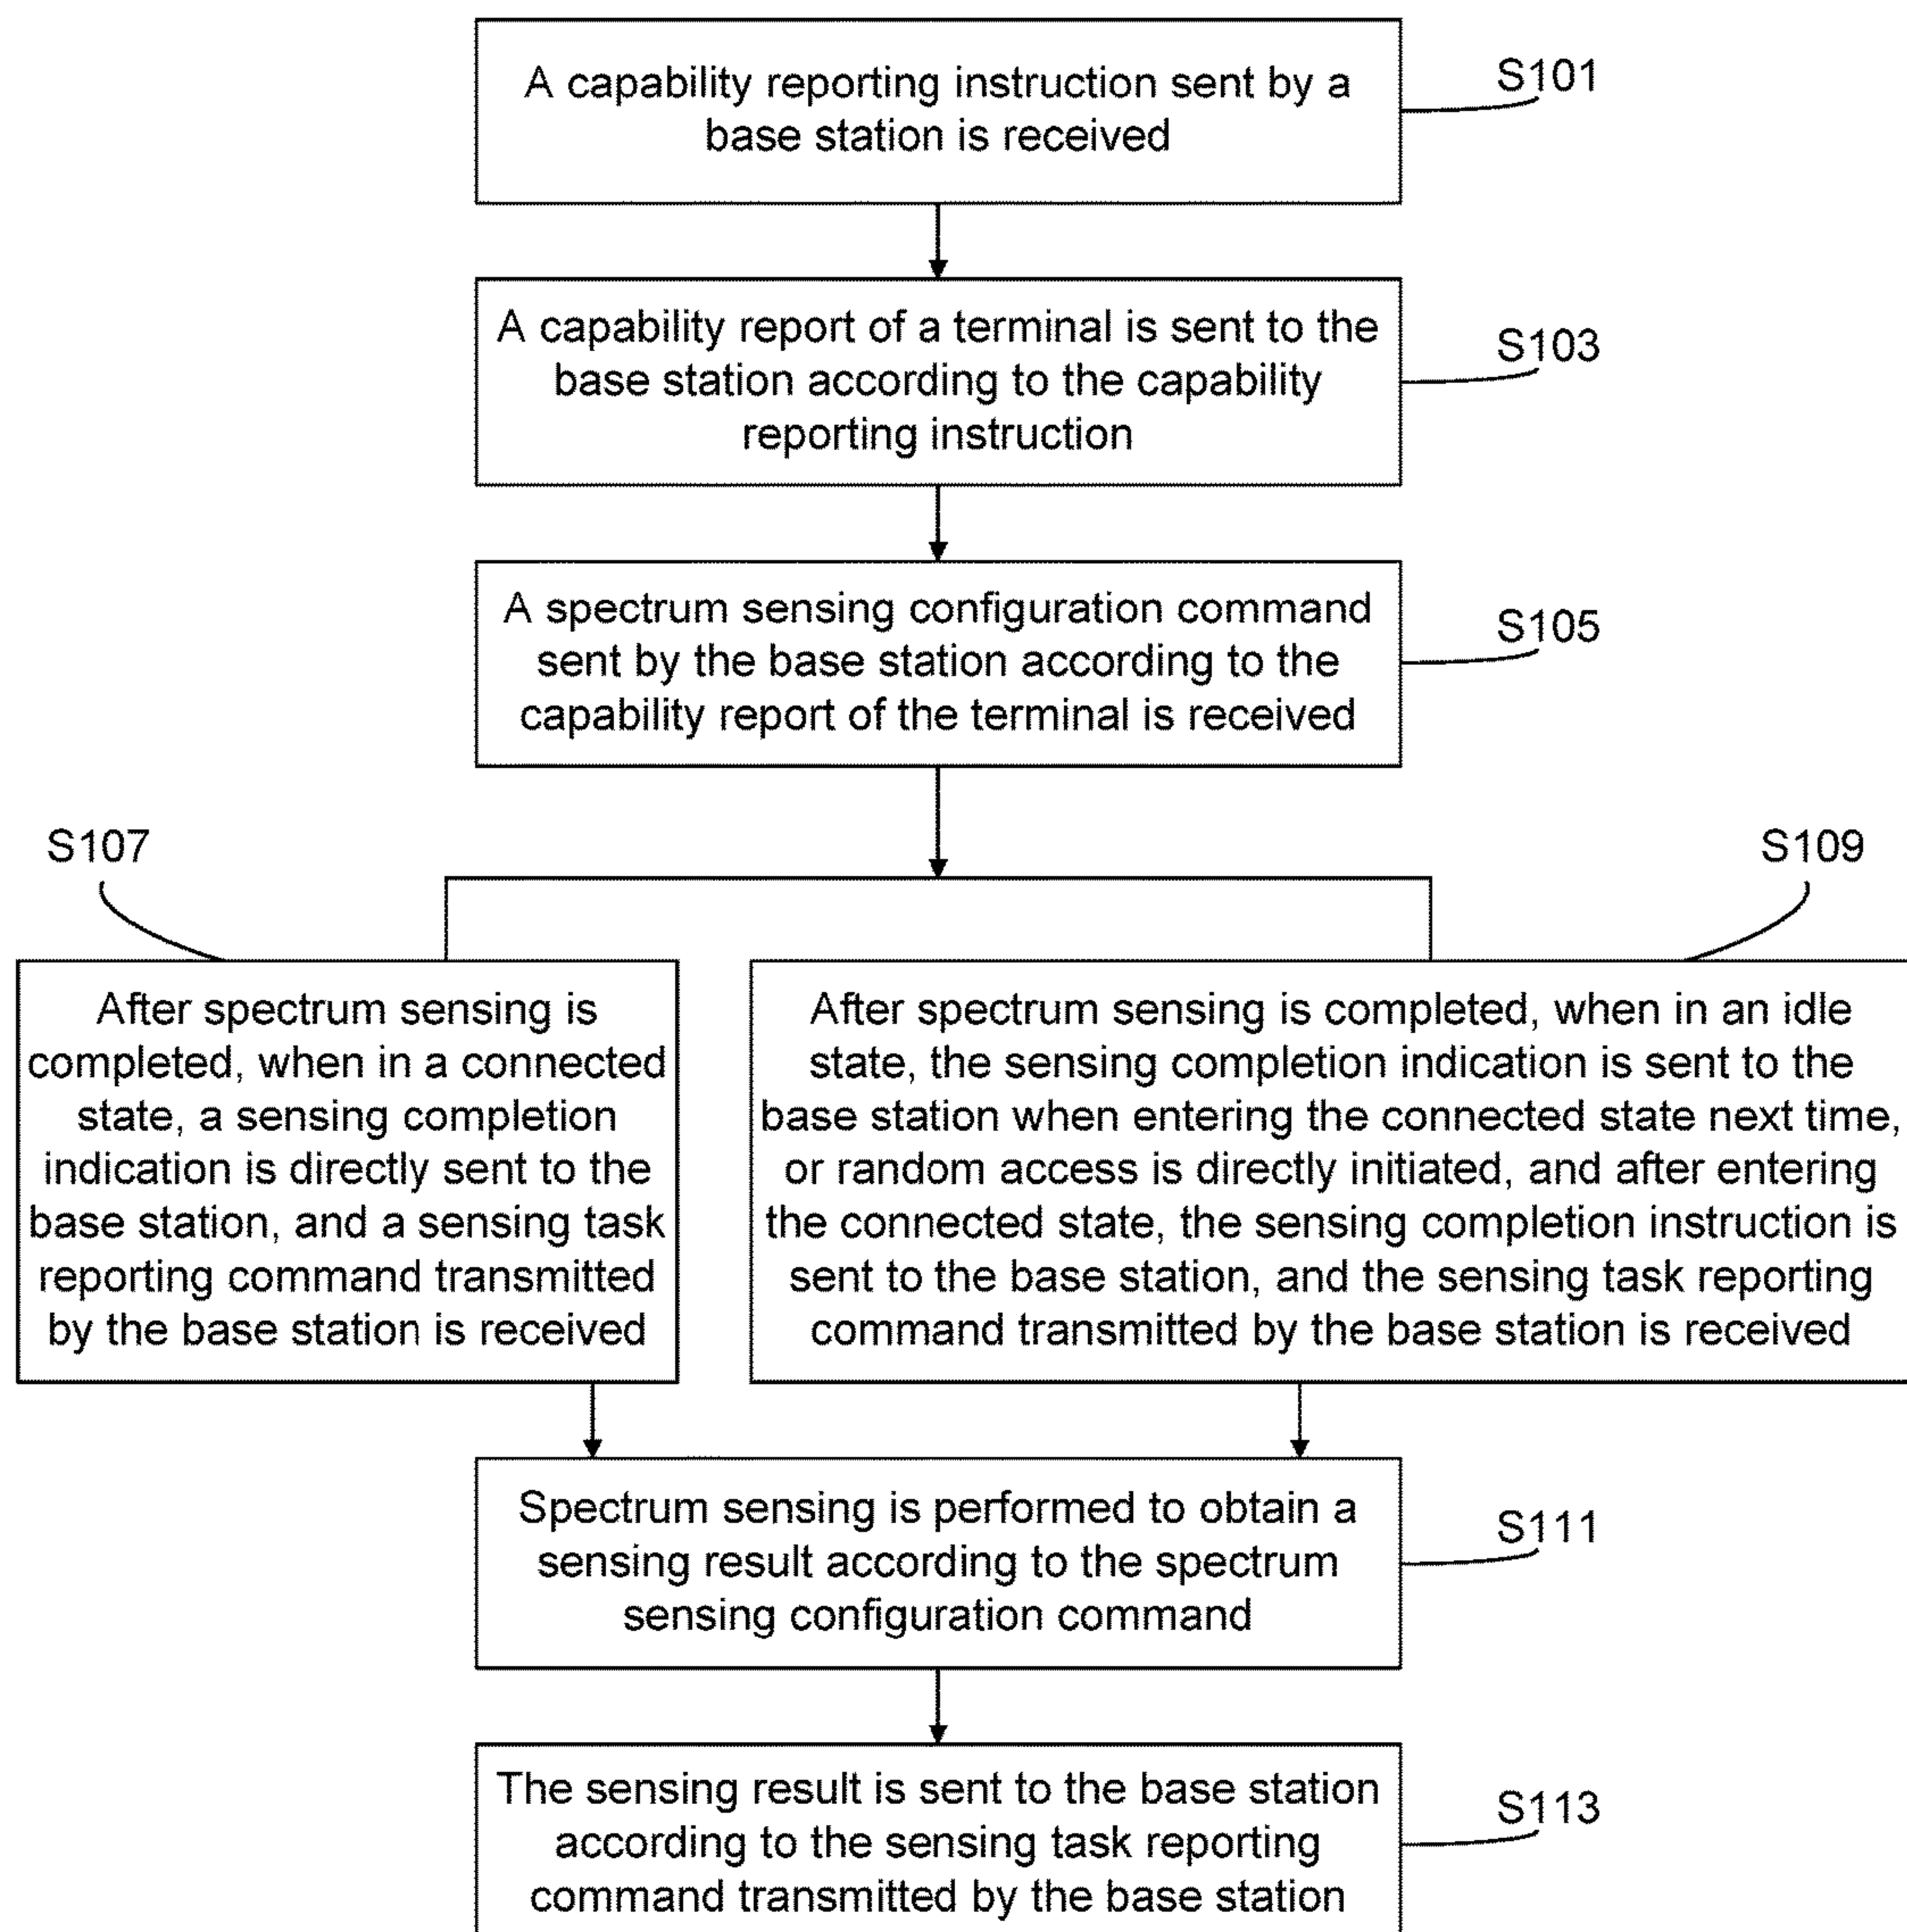 A capability reporting instruction sent by a
base station is received
S101
A capability report of a terminal is sent to the
base station according to the capability
reporting instruction
S103
A spectrum sensing configuration command
sent by the base station according to the
capability report of the terminal is received
S105
S107
S109
After spectrum sensing is
completed, when in a connected
state, a sensing completion
indication is directly sent to the
base station, and a sensing task
reporting command transmitted
by the base station is received
After spectrum sensing is completed, when in an idle
state, the sensing completion indication is sent to the
base station when entering the connected state next time,
or random access is directly initiated, and after entering
the connected state, the sensing completion instruction is
sent to the base station, and the sensing task reporting
command transmitted by the base station is received
Spectrum sensing is performed to obtain a
sensing result according to the spectrum
sensing configuration command
S111
The sensing result is sent to the base station
according to the sensing task reporting
command transmitted by the base station
S113